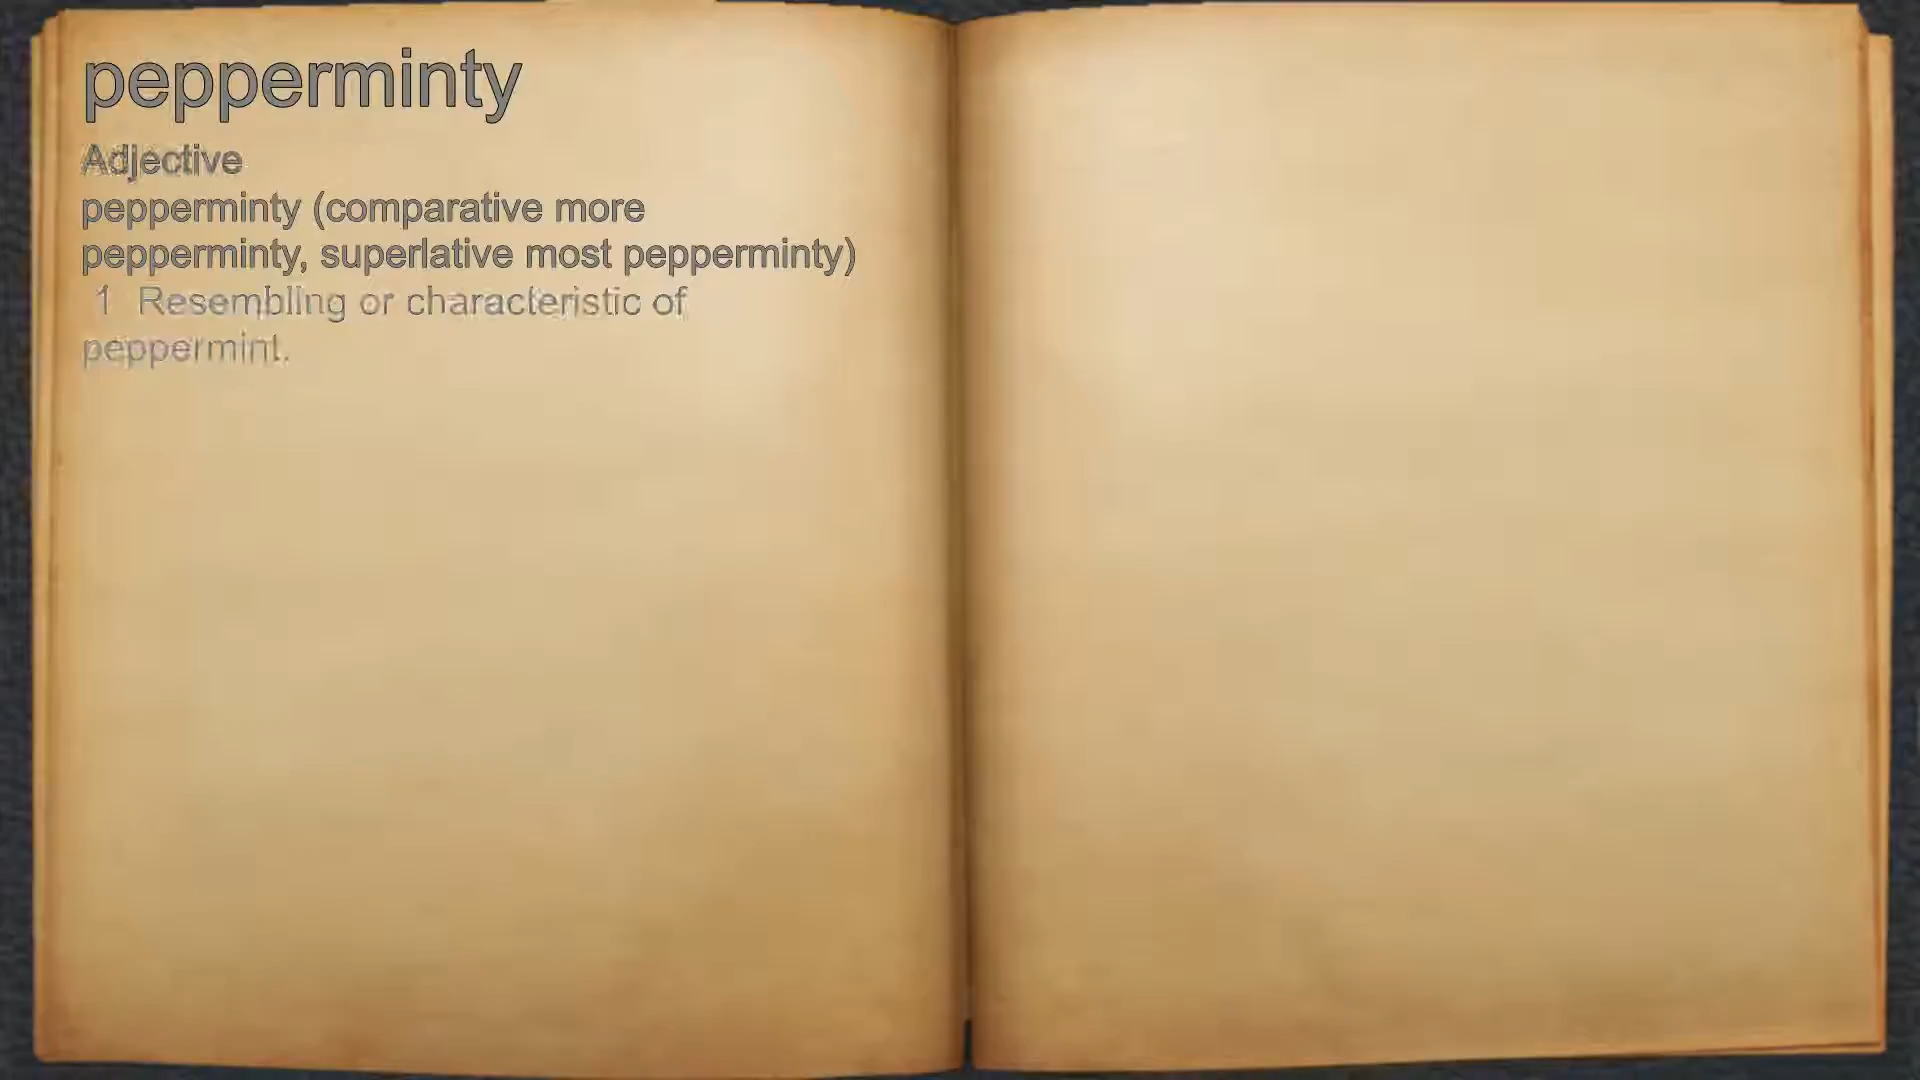 pepperminty
Adjective
pepperminty (comparative more
pepperminty, superlative most pepperminty)
1 Resembling or characteristic of
peppermint.